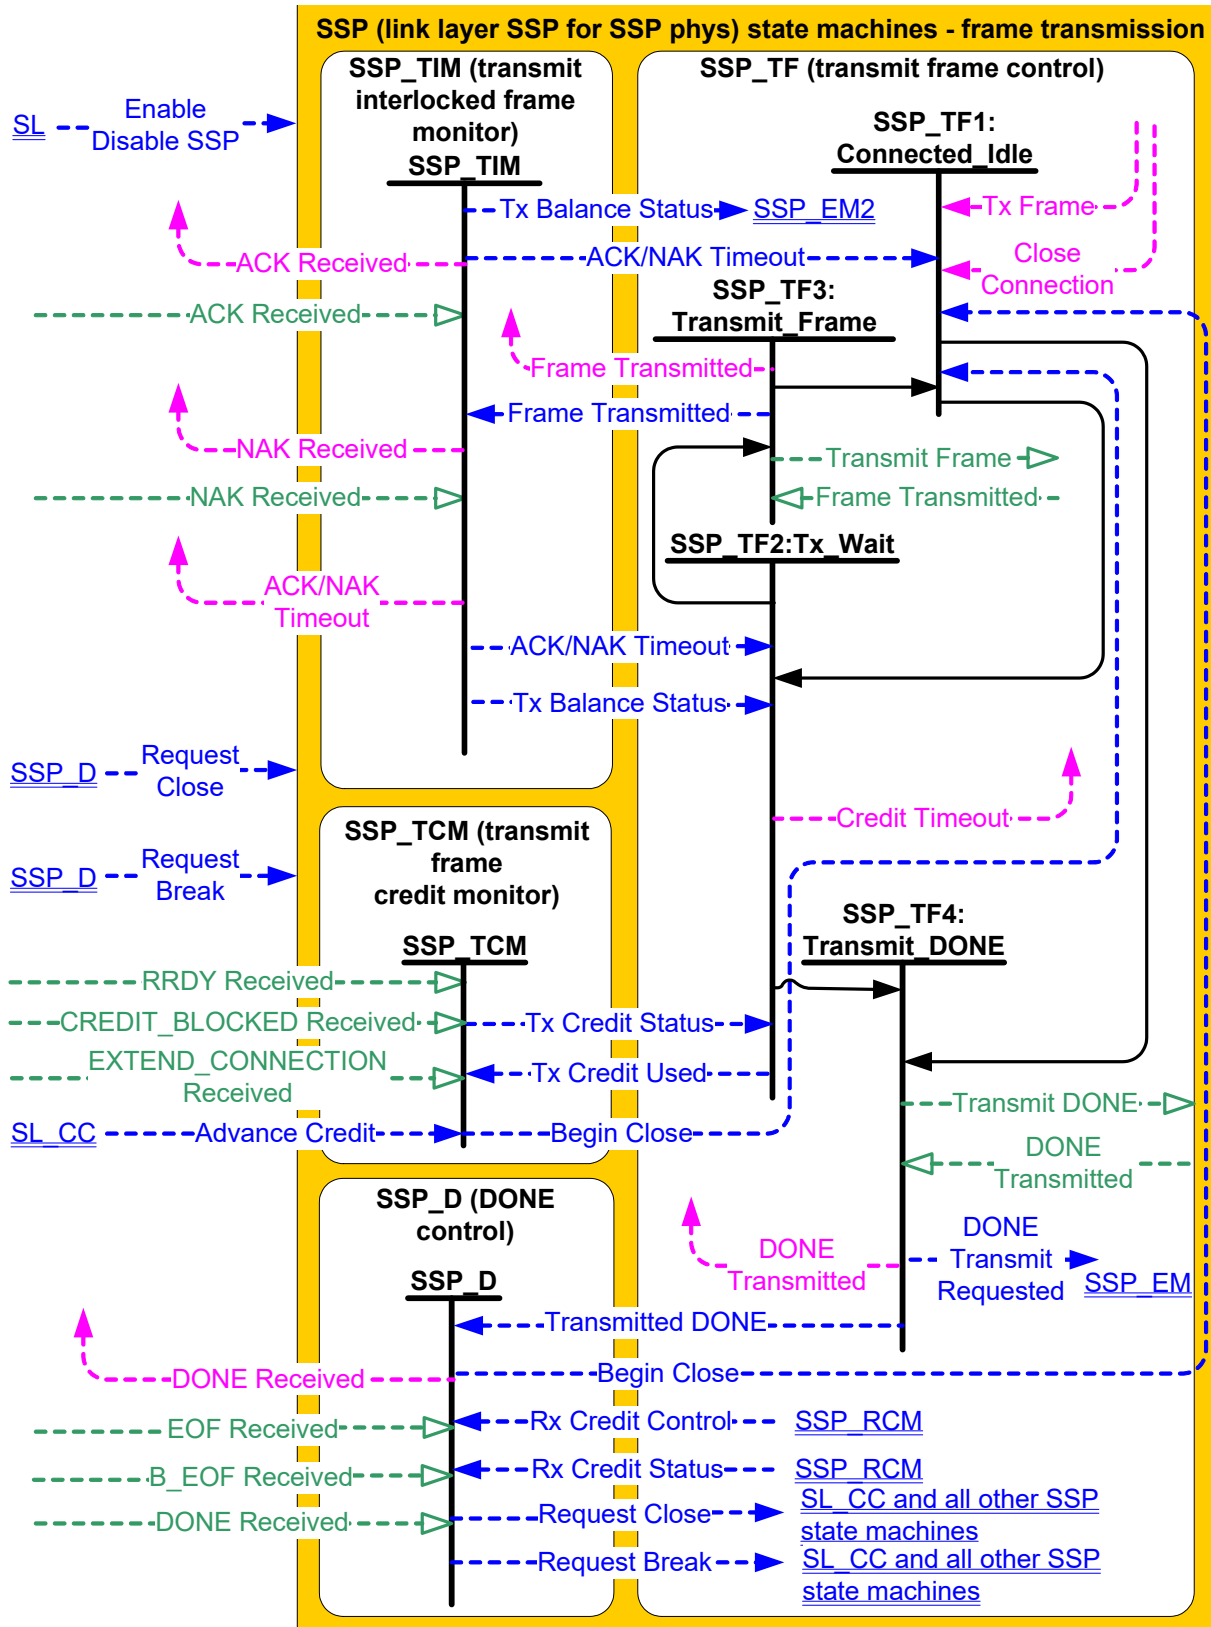 SSP (link layer SSP for SSP phys) state machines - frame transmission
SSP_TIM (transmit
interlocked frame
monitor)
SSP_TIM
SSP_TF (transmit frame control)
SSP_TF1:
Connected_Idle
SL
Enable
Disable SSP
Tx Balance Status
SSP_EM2
Tx Frame
ACK Received
ACK/NAK Timeout
Close
Connection
ACK Received
SSP_TF3:
Transmit_Frame
Frame Transmitted
Frame Transmitted
NAK Received
Transmit Frame
NAK Received
Frame Transmitted
SSP_TF2:Tx_Wait
ACK/NAK
Timeout
ACK/NAK Timeout
Tx Balance Status
SSP_D
Request
Close
Credit Timeout
SSP_TCM (transmit
frame
credit monitor)
SSP_D
Request
Break
SSP_TF4:
Transmit_DONE
SSP_TCM
RRDY Received
CREDIT_BLOCKED Received
Tx Credit Status
EXTEND_CONNECTION
Received
Tx Credit Used
Transmit DONE
SL_CC
Advance Credit
Begin Close
DONE
Transmitted
SSP_D (DONE
control)
DONE
Transmitted
DONE
Transmit
Requested
SSP_EM
SSP_D
Transmitted DONE
DONE Received
Begin Close
EOF Received
Rx Credit Control
SSP_RCM
B_EOF Received
Rx Credit Status
SSP_RCM
DONE Received
Request Close
SL_CC and all other SSP
state machines
Request Break
SL_CC and all other SSP
state machines